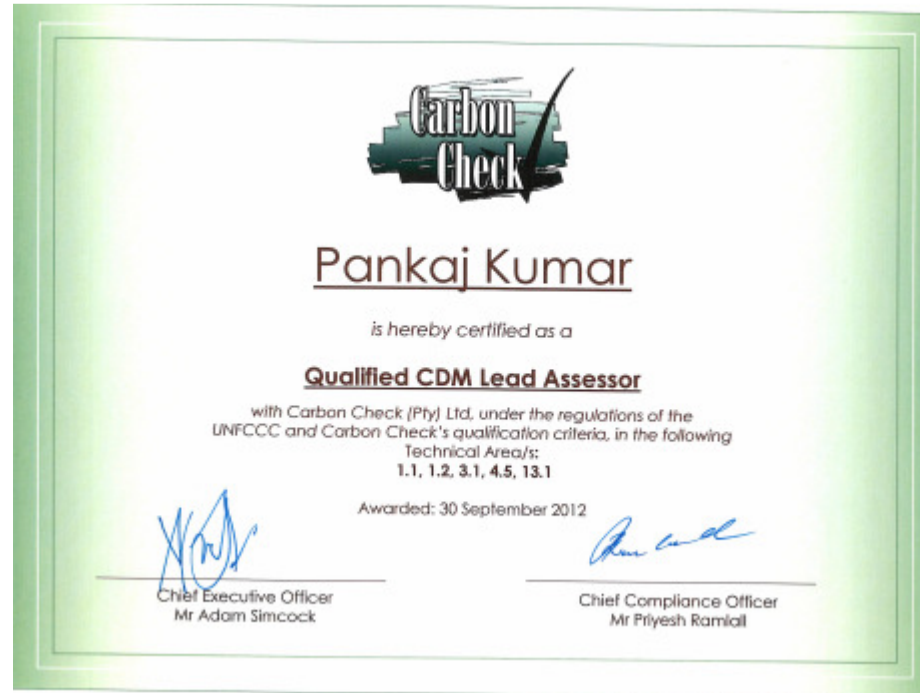 Carbon
Check
Pankaj Kumar
is hereby certified as a
Qualified CDM Lead Assessor
with Carbon Check (Pty) Ltd, under the regulations of the
UNFCCC and Carbon Check's qualification criteria, in the following
Technical Area/s:
1.1, 1.2, 3.1, 4.5, 13.1
Awarded: 30 September 2012
Chief Executive Officer
Mr Adam Simcock
Chief Compliance Officer
Mr Priyesh Ramlall